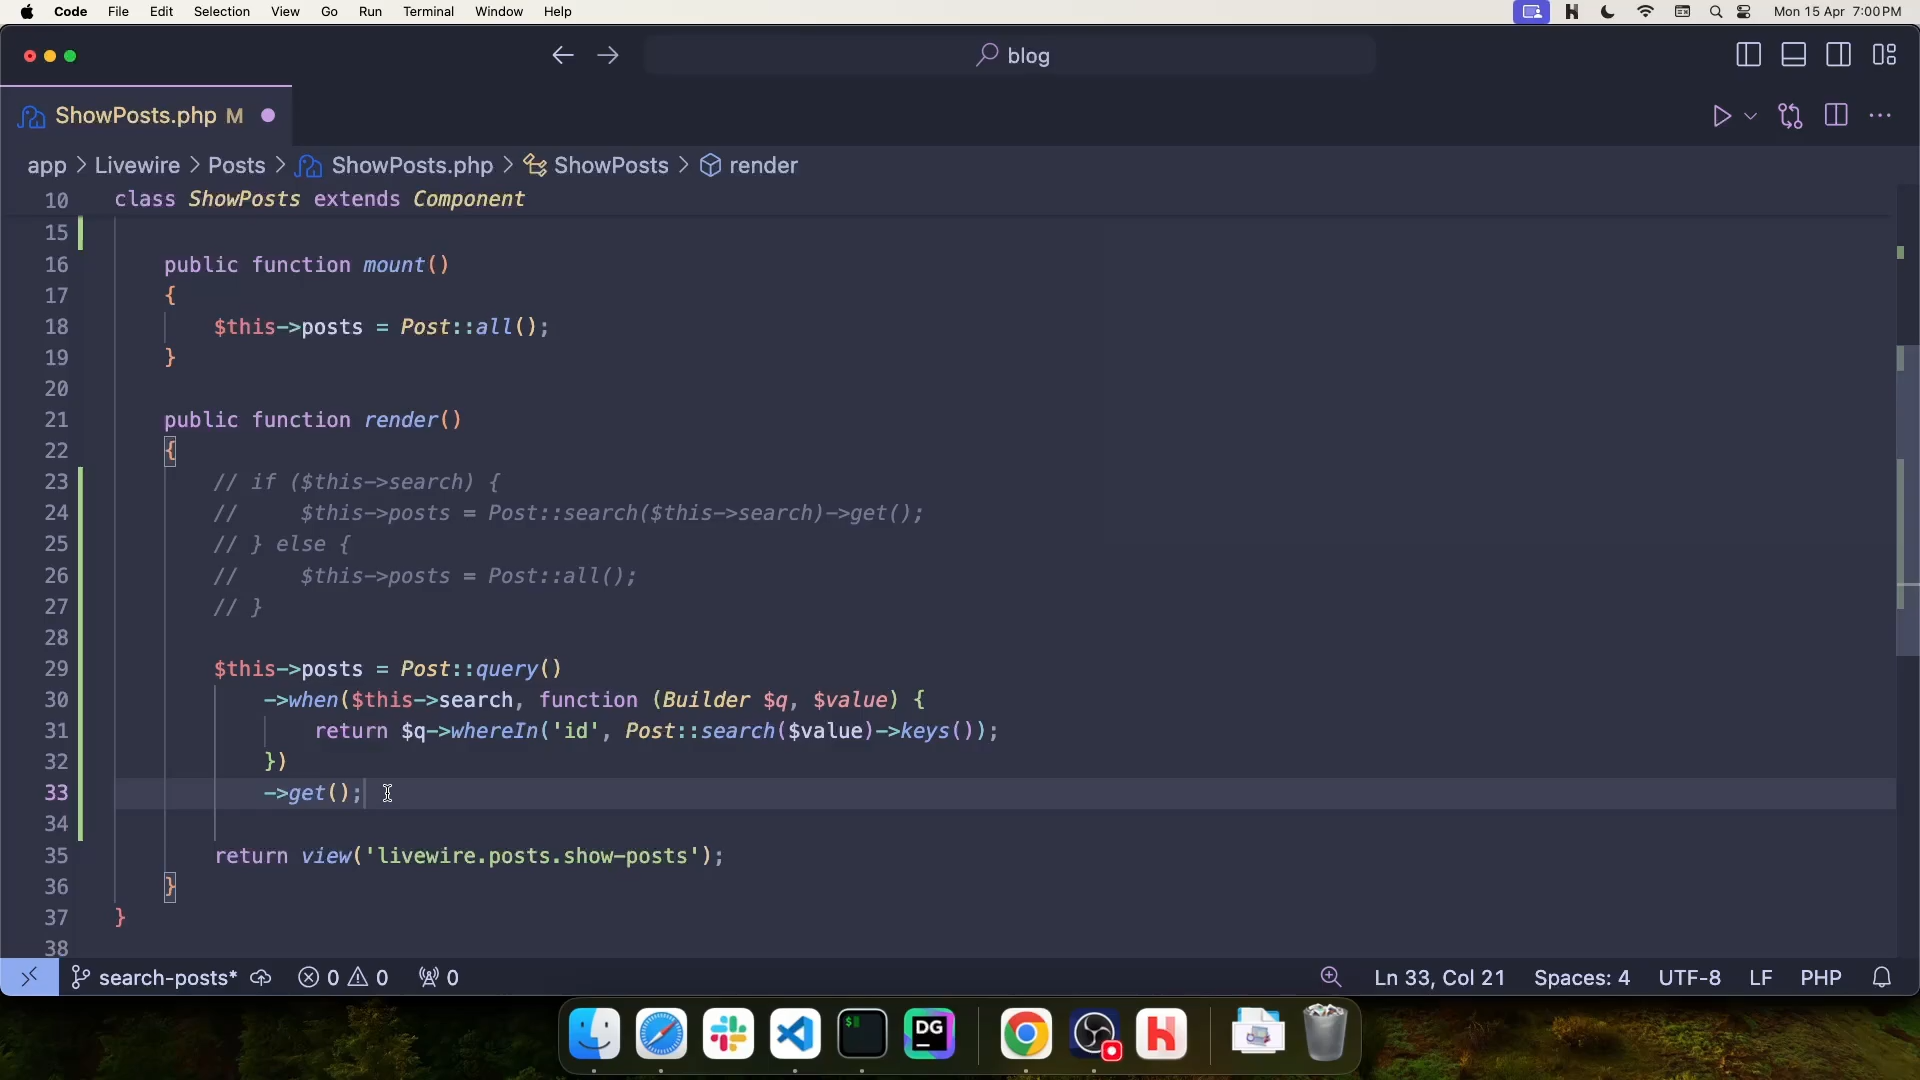 Code File Edit Selection View Go Run Terminal Window Help Mon 15 Apr 7:00 PM
blog
ShowPosts.php M
app > Livewire > Posts > ShowPosts.php > ShowPosts > render
10 class ShowPosts extends Component
15
16 public function mount()
17 {
18 $this->posts = Post::all();
19 }
20
21 public function render()
22 {
23 // if ($this->search) {
24 // $this->posts = Post::search($this->search)->get();
25 // } else {
26 // $this->posts = Post::all();
27 // }
28
29 $this->posts = Post::query()
30 ->when($this->search, function (Builder $q, $value) {
31 return $q->whereIn('id', Post::search($value)->keys());
32 })
33 ->get();
34
35 return view('livewire.posts.show-posts');
36 }
37 }
38
search-posts* 0 0 0 Ln 33, Col 21 Spaces: 4 UTF-8 LF PHP
$ DG H